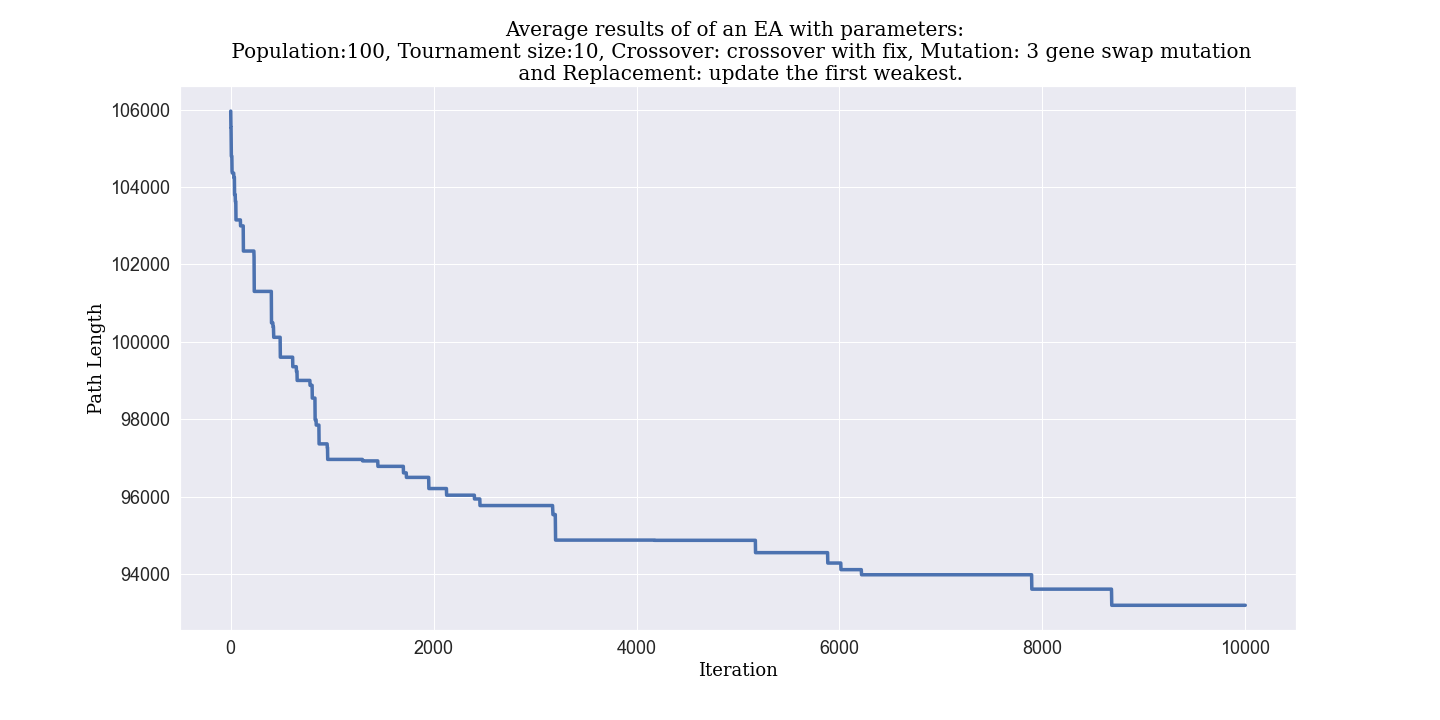 Average results of of an EA with parameters:
Population:100, Tournament size:10, Crossover: crossover with fix, Mutation: 3 gene swap mutation
and Replacement: update the first weakest.
106000
104000
102000
100000
98000
96000
94000
Path Length
0 2000 4000 6000 8000 10000
Iteration